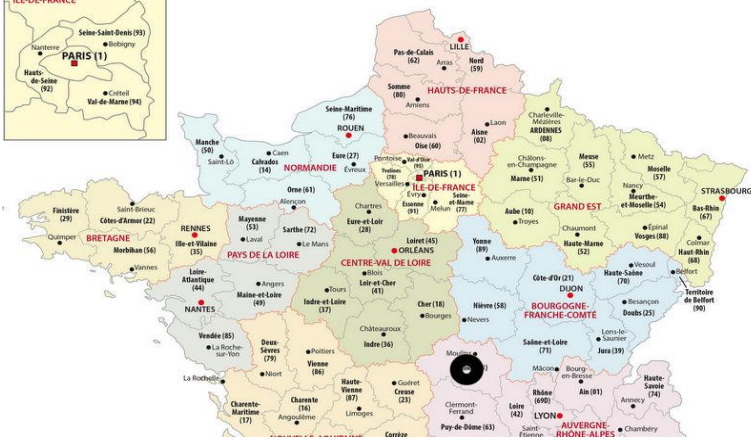 ILE-DE-FRANCE
Seine-Saint-Denis (93)
Nanterre
Bobigny
PARIS (1)
Hauts-
de-Seine
(92)
Créteil
Val-de-Marne (94)
LILLE
Pas-de-Calais
(62)
Nord
(59)
Arras
Somme
(80)
HAUTS-DE-FRANCE
Amiens
Seine-Maritime
(76)
Laon
Aisne
(02)
Charleville-
Mézières
ARDENNES
(08)
ROUEN
Beauvais
Oise (60)
Manche
(50)
Saint-Lô
Caen
Calvados
(14)
Eure (27)
Évreux
NORMANDIE
Orne (61)
Alençon
Pontoise
Val-d'Oise
(95)
Yvelines
(78)
Versailles
PARIS (1)
ÎLE-DE-FRANCE
Évry
Essonne
(91)
Melun
Seine-
et-Marne
(77)
Châlons-
en-Champagne
Marne (51)
Meuse
(55)
Bar-le-Duc
Metz
Moselle
(57)
Nancy
Meurthe-
et-Moselle (54)
STRASBOURG
Bas-Rhin
(67)
GRAND EST
Aube (10)
Troyes
Chaumont
Haute-
Marne (52)
Épinal
Vosges (88)
Colmar
Haut-Rhin
(68)
Finistère
(29)
Saint-Brieuc
Côtes-d'Armor (22)
Quimper
BRETAGNE
Morbihan (56)
Vannes
RENNES
Ille-et-Vilaine
(35)
Mayenne
(53)
Laval
Sarthe (72)
Le Mans
PAYS DE LA LOIRE
Chartres
Eure-et-Loir
(28)
Loiret (45)
ORLÉANS
CENTRE-VAL DE LOIRE
Blois
Loir-et-Cher
(41)
Yonne
(89)
Auxerre
Côte-d'Or (21)
DIJON
Haute-Saône
(70)
Vesoul
Belfort
Territoire
de Belfort
(90)
Loire-
Atlantique
(44)
NANTES
Angers
Maine-et-Loire
(49)
Tours
Indre-et-Loire
(37)
Cher (18)
Bourges
Nièvre (58)
Nevers
BOURGOGNE-
FRANCHE-COMTÉ
Besançon
Doubs (25)
Vendée (85)
La Roche-
sur-Yon
Deux-
Sèvres
(79)
Poitiers
Vienne
(86)
Châteauroux
Indre (36)
Saône-et-Loire
(71)
Lons-le-
Saunier
Jura (39)
La Rochelle
Niort
Moulins
Mâcon
Bourg-
en-Bresse
Ain (01)
Haute-
Savoie
(74)
Annecy
Charente-
Maritime
(17)
Charente
(16)
Angoulême
Haute-
Vienne
(87)
Limoges
Guéret
Creuse
(23)
Corrèze
Clermont-
Ferrand
Puy-de-Dôme (63)
Loire
(42)
Rhône
(69D)
LYON
Saint-
Étienne
AUVERGNE-
RHÔNE-ALPES
Chambéry
NOUVELLE-AQUITAINE